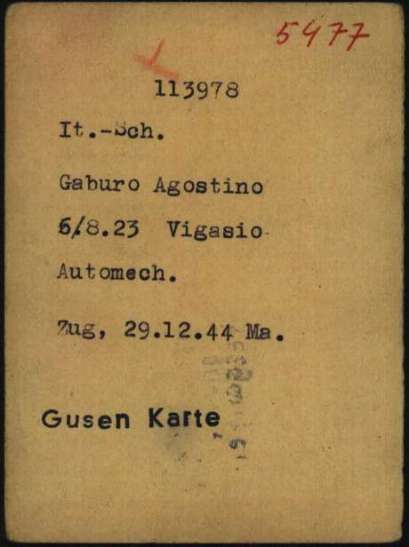 5477
113978
It.-Sch.
Gaburo Agostino
6/8.23 Vigasio
Automech.
Zug, 29.12.44 Ma.
Gusen Karte